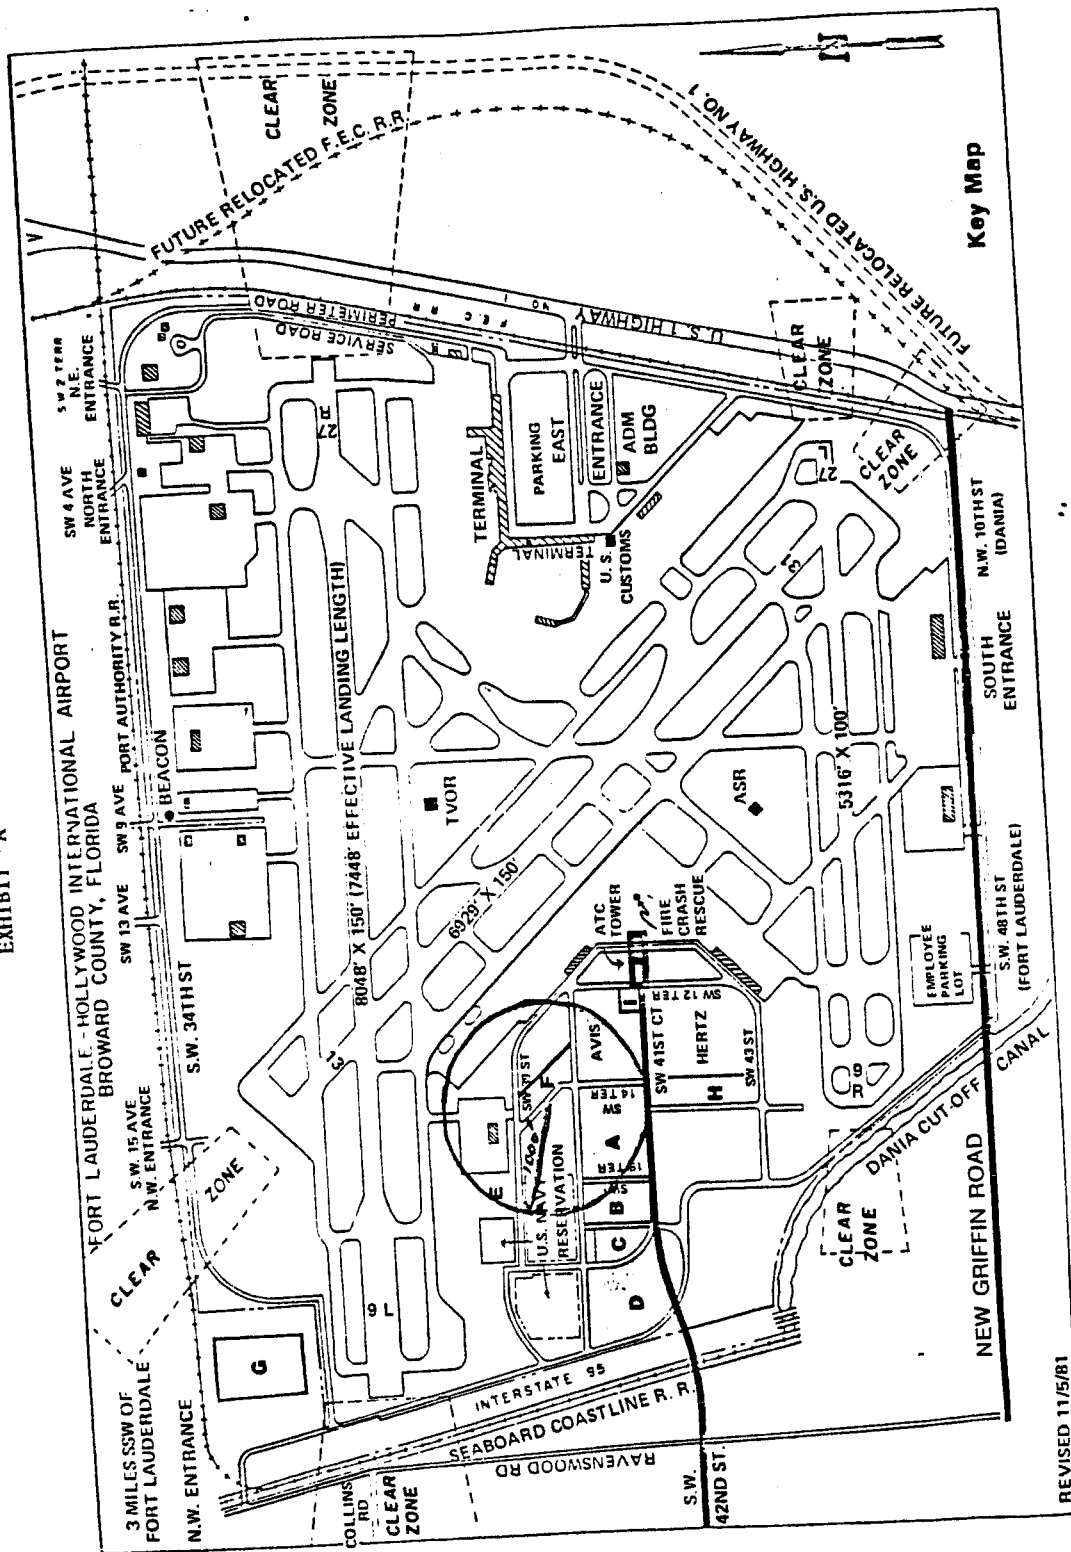 EXHIBIT "A"
FORT LAUDERDALE - HOLLYWOOD INTERNATIONAL AIRPORT
BROWARD COUNTY, FLORIDA
3 MILES SSW OF
FORT LAUDERDALE
N.W. ENTRANCE
S.W. 15 AVE
N.W. ENTRANCE
SW 13 AVE
SW 9 AVE
PORT AUTHORITY R.R.
SW 4 AVE
NORTH
ENTRANCE
S W 2 TERR
N.E.
ENTRANCE
V
S.W. 34TH ST
BEACON
CLEAR
ZONE
CLEAR
ZONE
FUTURE RELOCATED F.E.C. R.R.
SERVICE ROAD
PERIMETER ROAD
F E C R R
G
13
27
R
8048' X 150' (7448' EFFECTIVE LANDING LENGTH)
9 L
TVOR
6929' X 150'
TERMINAL
PARKING
EAST
ENTRANCE
ADM
BLDG
TERMINAL
U. S.
CUSTOMS
U.S. 1 HIGHWAY
COLLINS
RD
CLEAR
ZONE
INTERSTATE 95
SEABOARD COASTLINE R. R.
RAVENSWOOD RD
E
F
1000
U.S. NAVY
RESERVATION
D
C
B
A
SW 19 TER
SW 14 TER
AVIS
I
ATC
TOWER
FIRE
CRASH
RESCUE
SW 12 TER
SW 41ST CT
HERTZ
H
SW 43 ST
ASR
31
27
L
5316' X 100'
9
R
CLEAR
ZONE
CLEAR
ZONE
CLEAR
ZONE
FUTURE RELOCATED U.S. HIGHWAY NO. 1
S.W.
42ND ST.
EMPLOYEE
PARKING
LOT
DANIA CUT-OFF CANAL
NEW GRIFFIN ROAD
S.W. 48TH ST
(FORT LAUDERDALE)
SOUTH
ENTRANCE
N.W. 10TH ST
(DANIA)
N
Key Map
REVISED 11/5/81